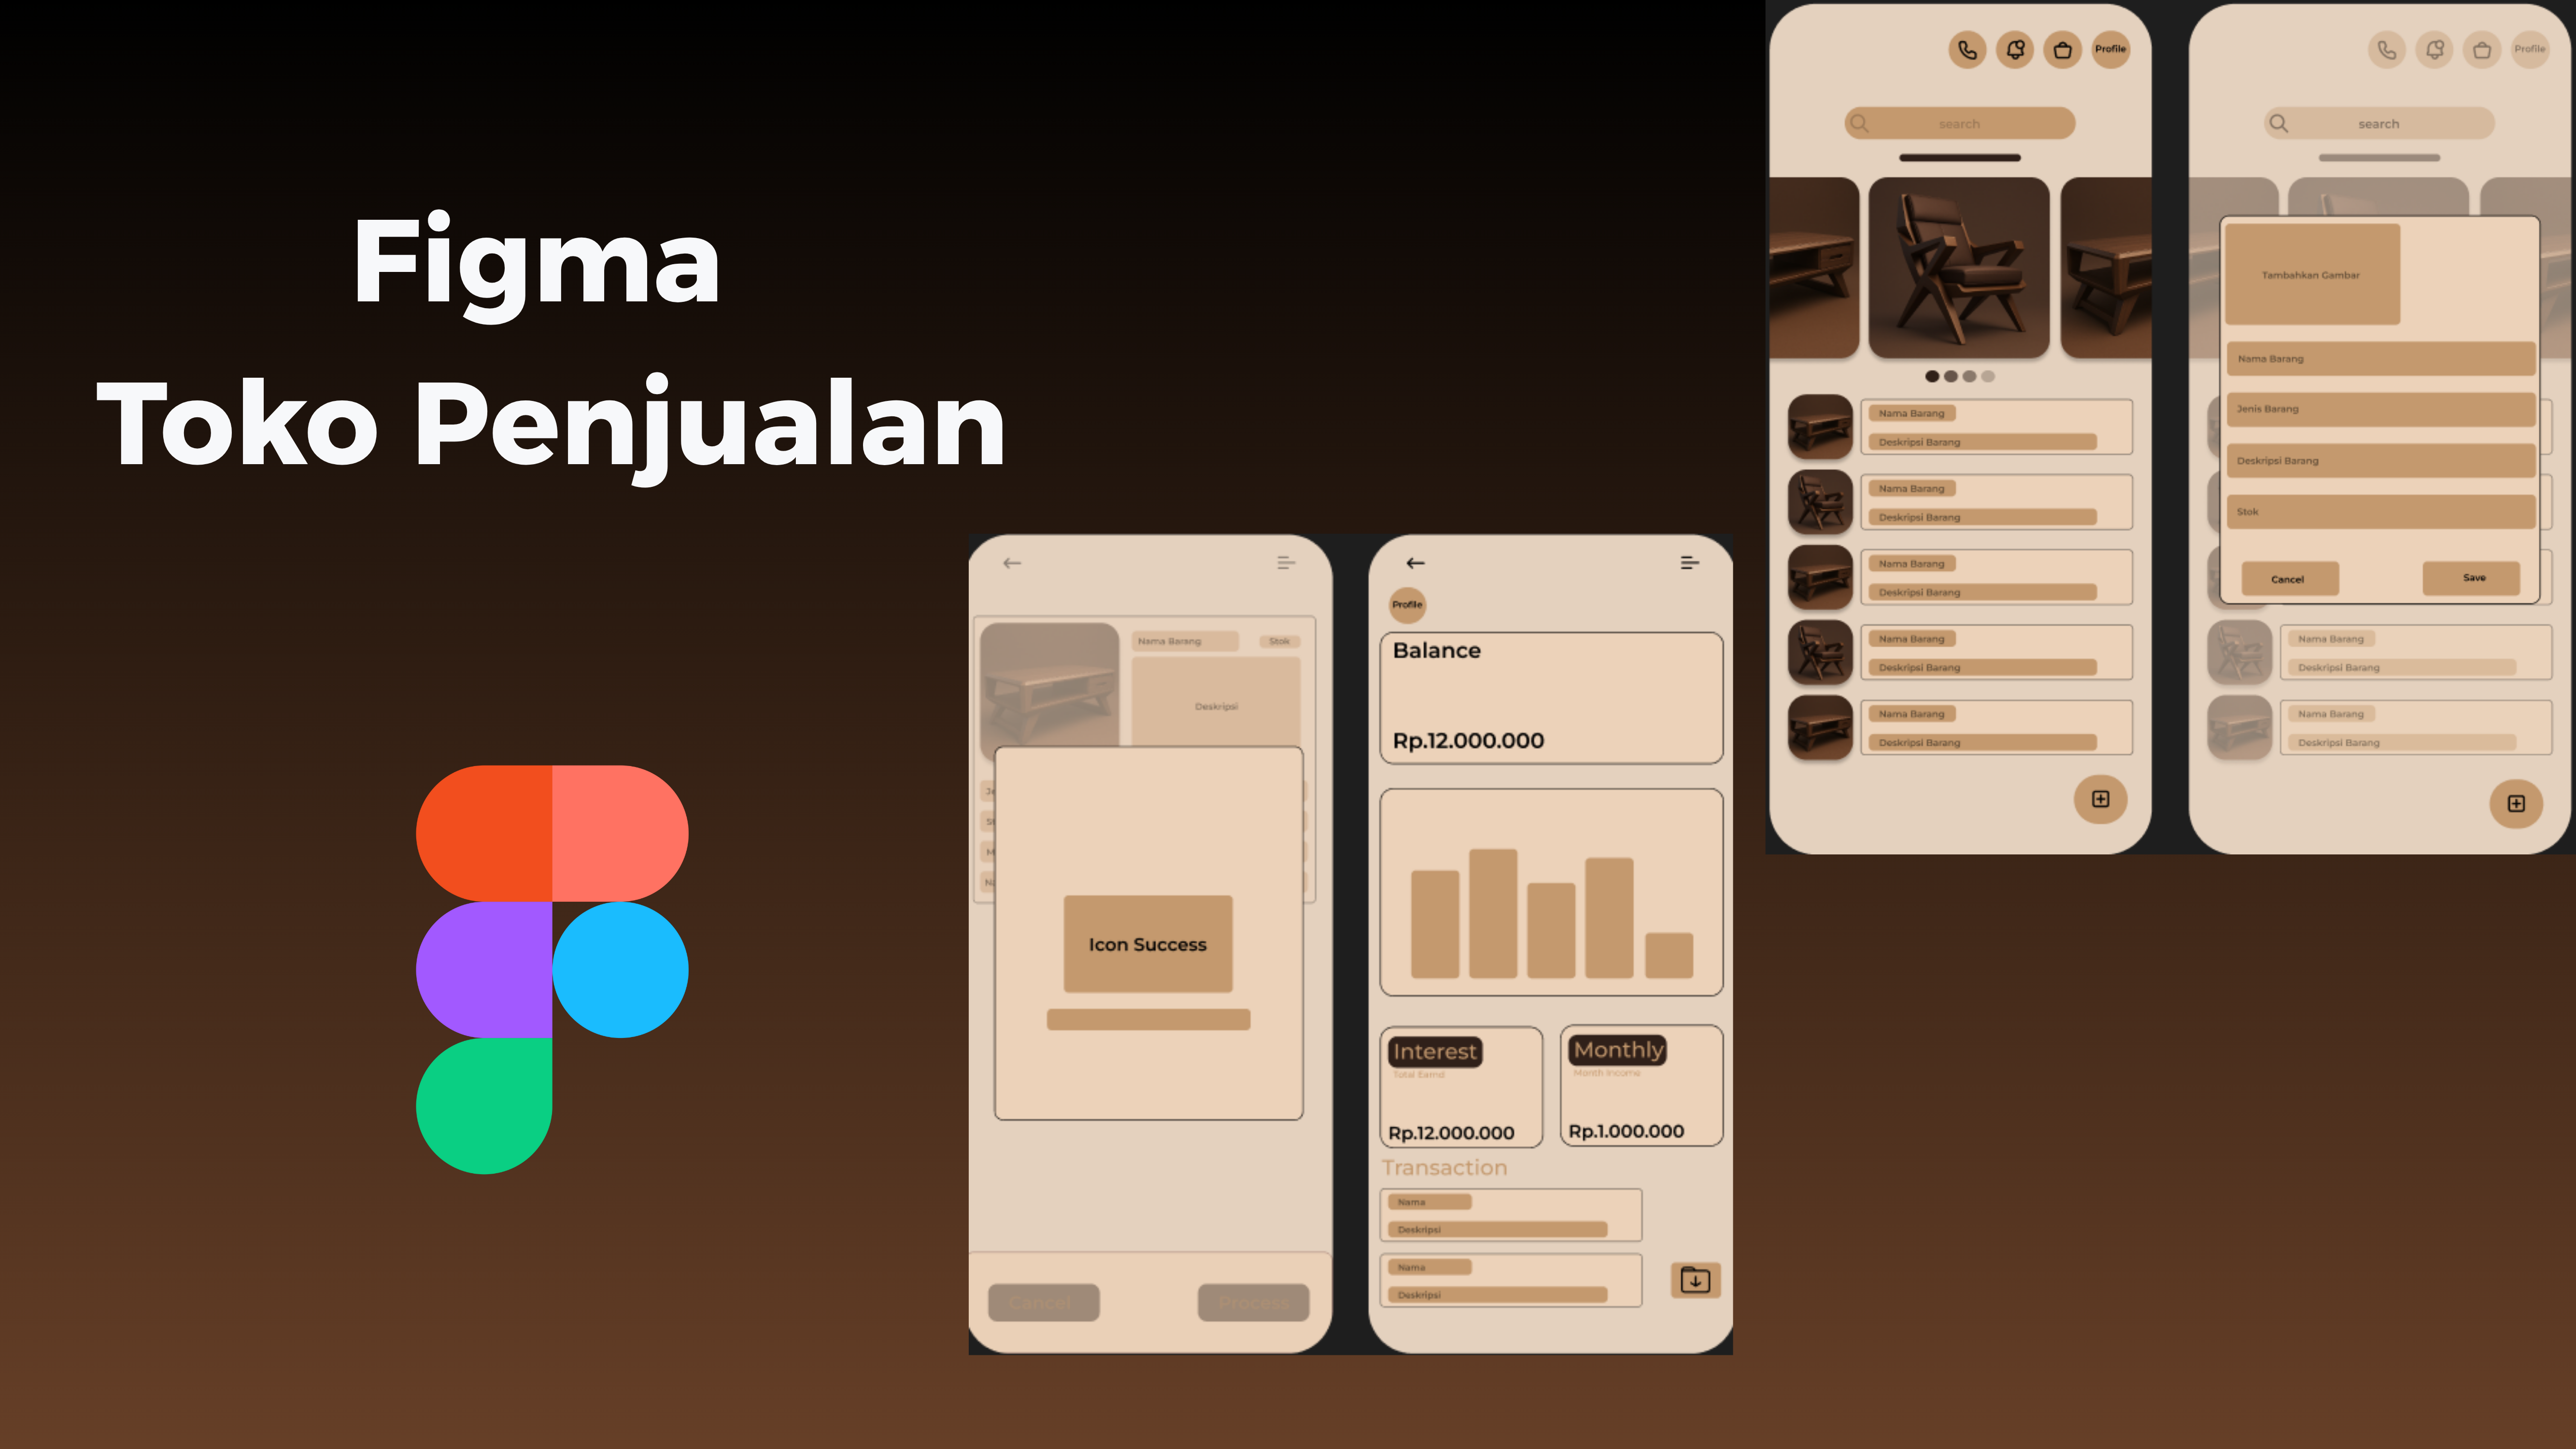 Figma
Toko Penjualan
Profile
search
Nama Barang
Deskripsi Barang
Nama Barang
Deskripsi Barang
Nama Barang
Deskripsi Barang
Nama Barang
Deskripsi Barang
Nama Barang
Deskripsi Barang
Profile
search
Tambahkan Gambar
Nama Barang
Jenis Barang
Deskripsi Barang
Stok
Cancel
Save
Nama Barang
Deskripsi Barang
Nama Barang
Deskripsi Barang
Nama Barang
Stok
Deskripsi
Icon Success
Cancel
Process
Profile
Balance
Rp.12.000.000
Interest
Total Earnd
Rp.12.000.000
Monthly
Month Income
Rp.1.000.000
Transaction
Nama
Deskripsi
Nama
Deskripsi